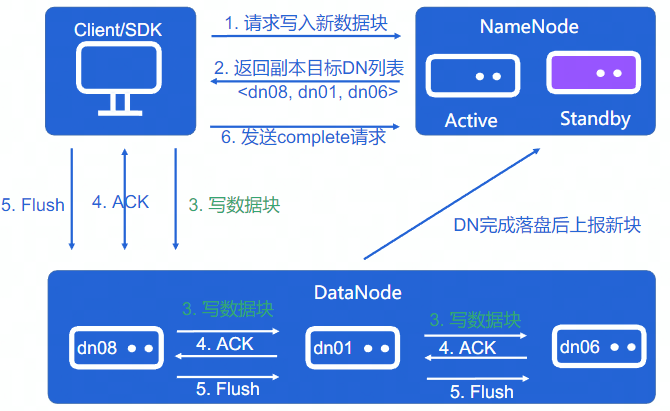 Client/SDK
1. 请求写入新数据块
NameNode
2. 返回副本目标DN列表
<dn08, dn01, dn06>
Active
Standby
6. 发送complete请求
5. Flush
4. ACK
3. 写数据块
DN完成落盘后上报新块
DataNode
3. 写数据块
3. 写数据块
dn08
4. ACK
dn01
4. ACK
dn06
5. Flush
5. Flush